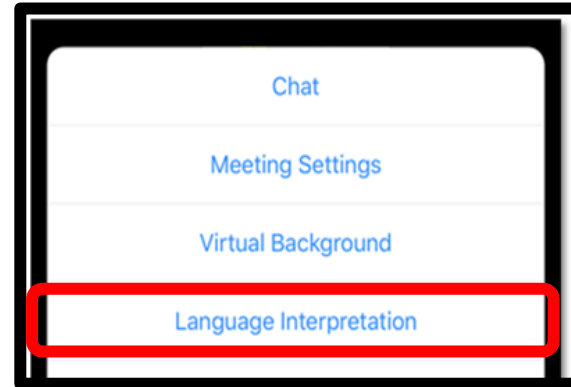 Chat
Meeting Settings
Virtual Background
Language Interpretation